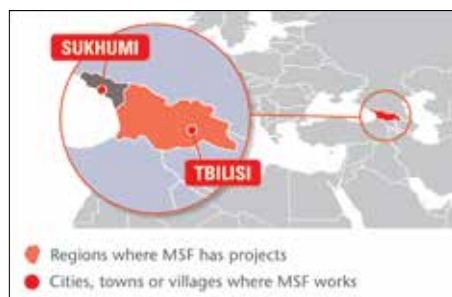 SUKHUMI
TBILISI
Regions where MSF has projects
Cities, towns or villages where MSF works